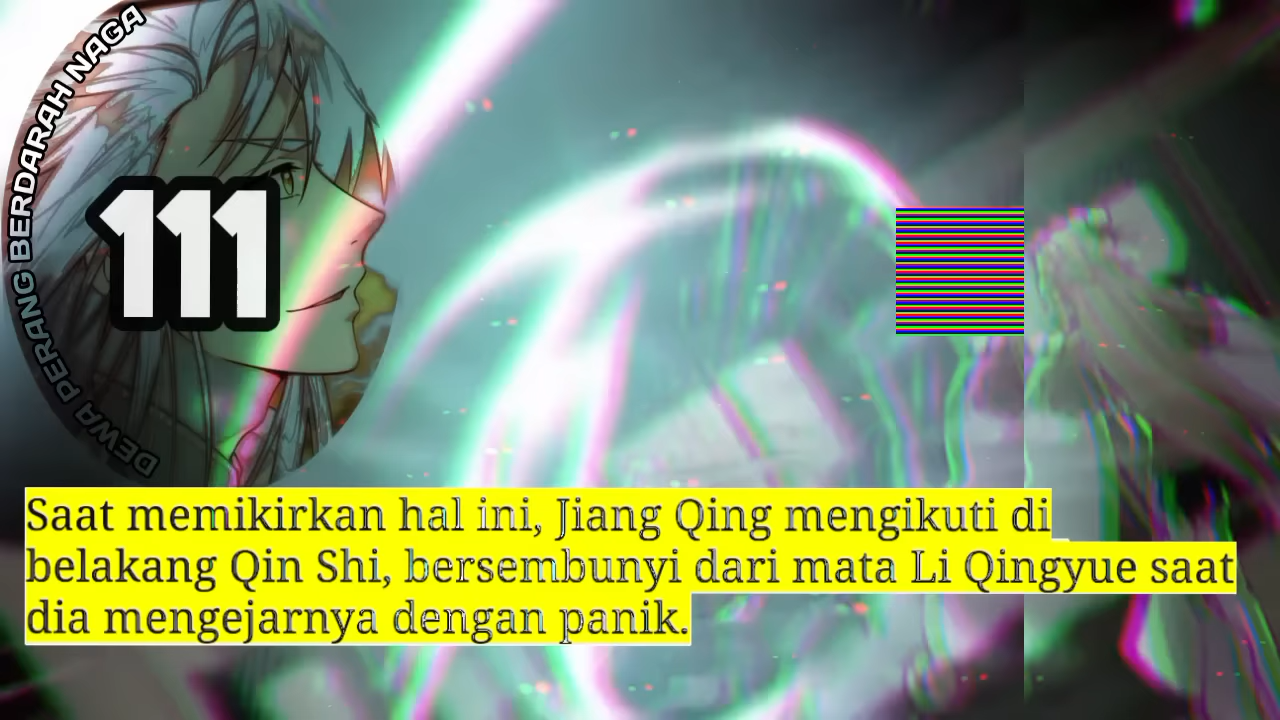 DEWA PERANG BERDARAH NAGA
111
Saat memikirkan hal ini, Jiang Qing mengikuti di
belakang Qin Shi, bersembunyi dari mata Li Qingyue saat
dia mengejarnya dengan panik.